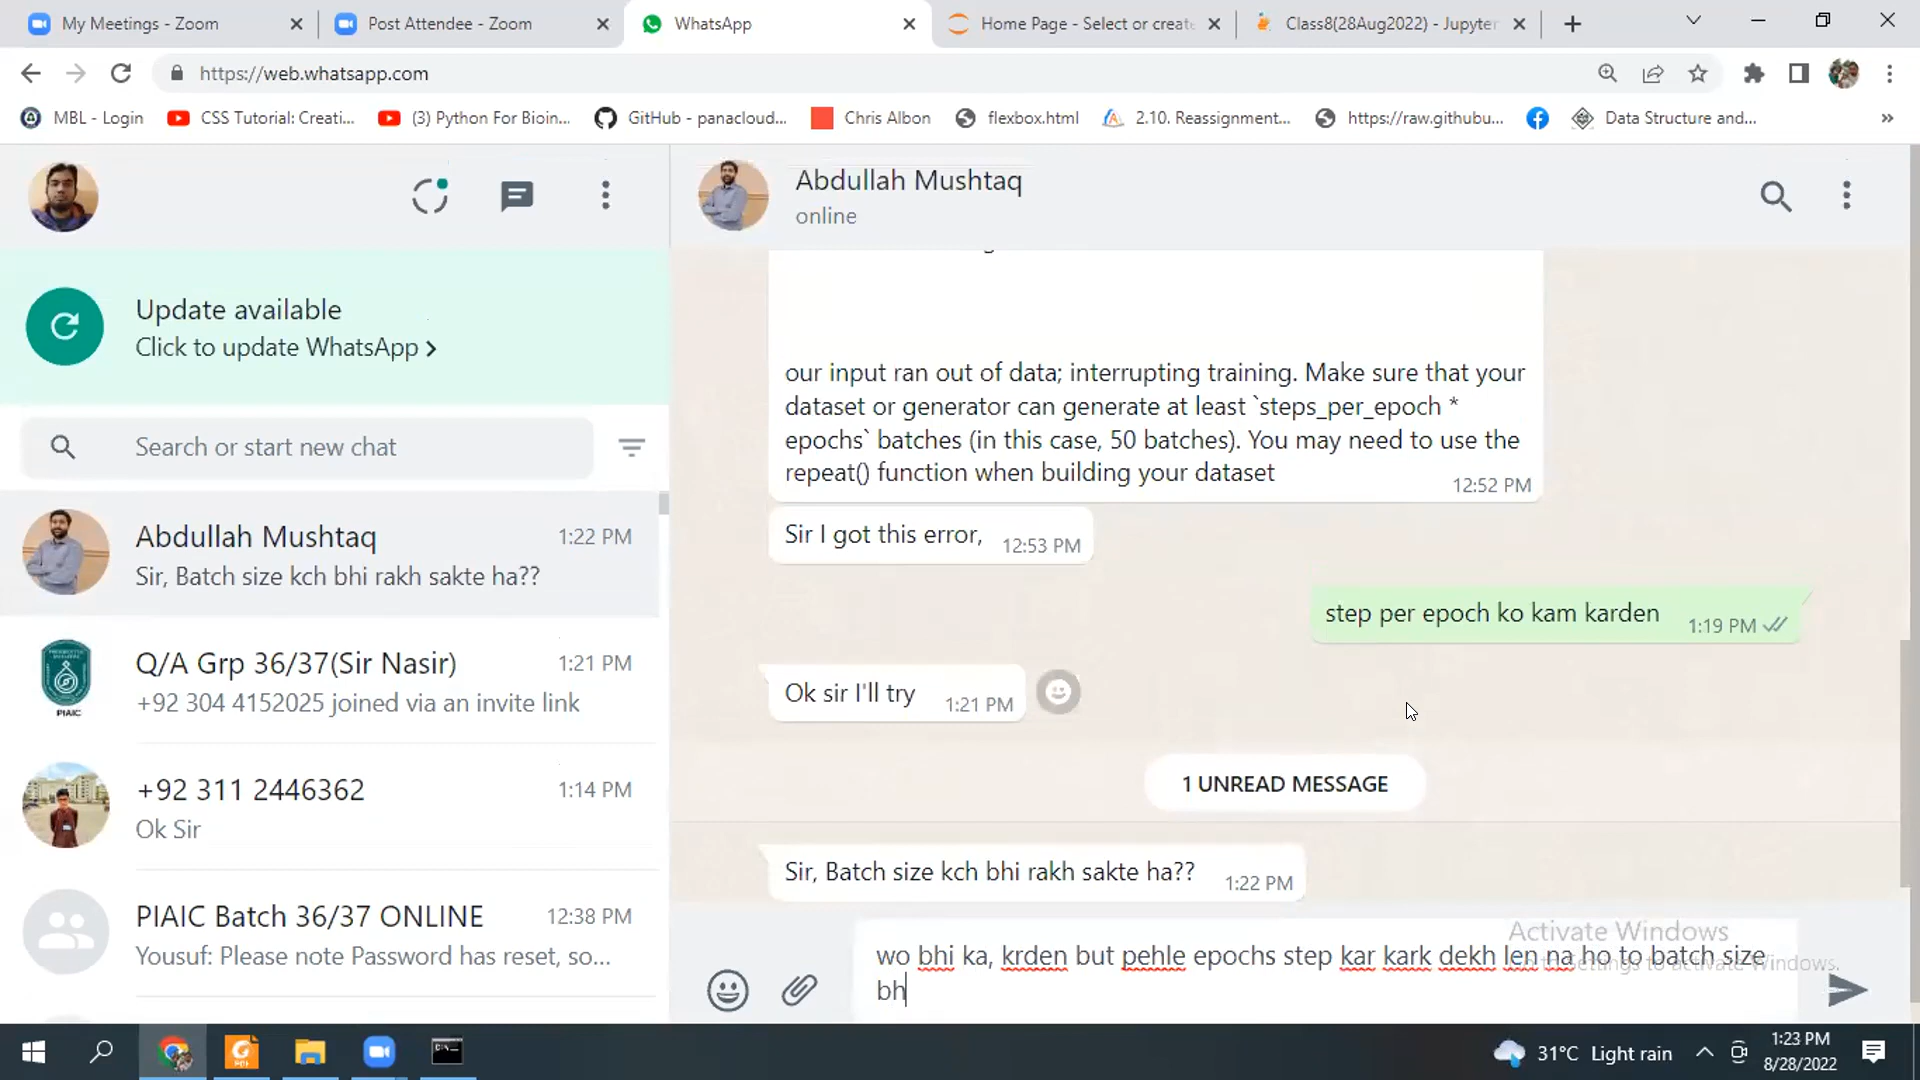 My Meetings - Zoom
Post Attendee - Zoom
WhatsApp
Home Page - Select or create
Class8(28Aug2022) - Jupyter
https://web.whatsapp.com
MBL - Login
CSS Tutorial: Creati...
(3) Python For Bioin...
GitHub - panacloud...
Chris Albon
flexbox.html
2.10. Reassignment...
https://raw.githubu...
Data Structure and...
Abdullah Mushtaq
online
Update available
Click to update WhatsApp
Search or start new chat
Abdullah Mushtaq 1:22 PM
Sir, Batch size kch bhi rakh sakte ha??
Q/A Grp 36/37(Sir Nasir) 1:21 PM
+92 304 4152025 joined via an invite link
PIAIC
+92 311 2446362 1:14 PM
Ok Sir
PIAIC Batch 36/37 ONLINE 12:38 PM
Yousuf: Please note Password has reset, so...
our input ran out of data; interrupting training. Make sure that your
dataset or generator can generate at least `steps_per_epoch *
epochs` batches (in this case, 50 batches). You may need to use the
repeat() function when building your dataset
12:52 PM
Sir I got this error, 12:53 PM
step per epoch ko kam karden 1:19 PM
Ok sir I'll try 1:21 PM
1 UNREAD MESSAGE
Sir, Batch size kch bhi rakh sakte ha?? 1:22 PM
Activate Windows
wo bhi ka, krden but pehle epochs step kar kark dekh len na ho to batch size
Go to Settings to activate Windows.
bh
31°C Light rain
1:23 PM
8/28/2022